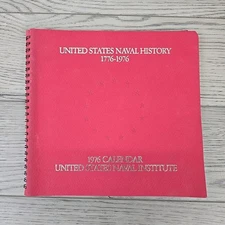 UNITED STATES NAVAL HISTORY
1776-1976
1976 CALENDAR
UNITED STATES NAVAL INSTITUTE